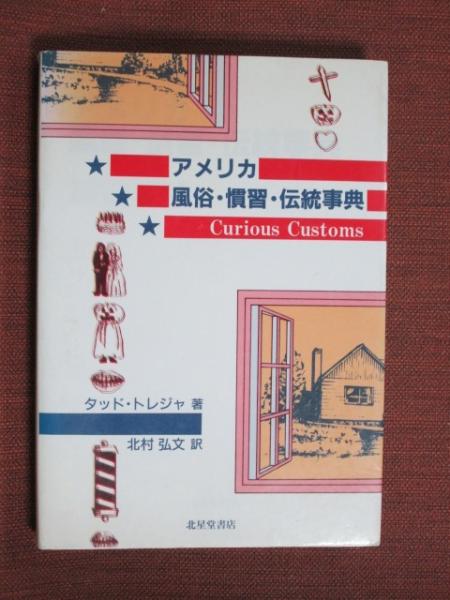 アメリカ
風俗・慣習・伝統事典
Curious Customs
タッド・トレジャ 著
北村 弘文 訳
北星堂書店